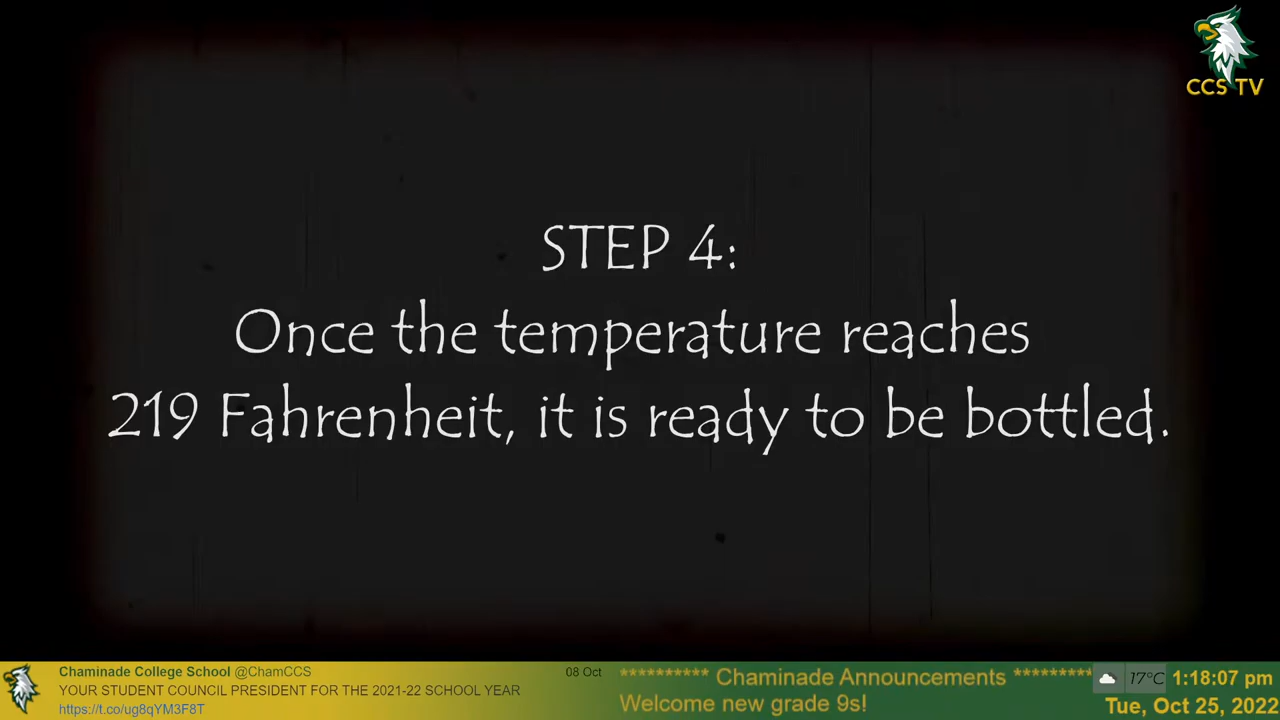 CCS TV
STEP 4:
Once the temperature reaches
219 Fahrenheit, it is ready to be bottled.
Chaminade College School @ChamCCS
08 Oct
YOUR STUDENT COUNCIL PRESIDENT FOR THE 2021-22 SCHOOL YEAR
https://t.co/ug8qYM3F8T
********** Chaminade Announcements **********
Welcome new grade 9s!
17°C
1:18:07 pm
Tue, Oct 25, 2022